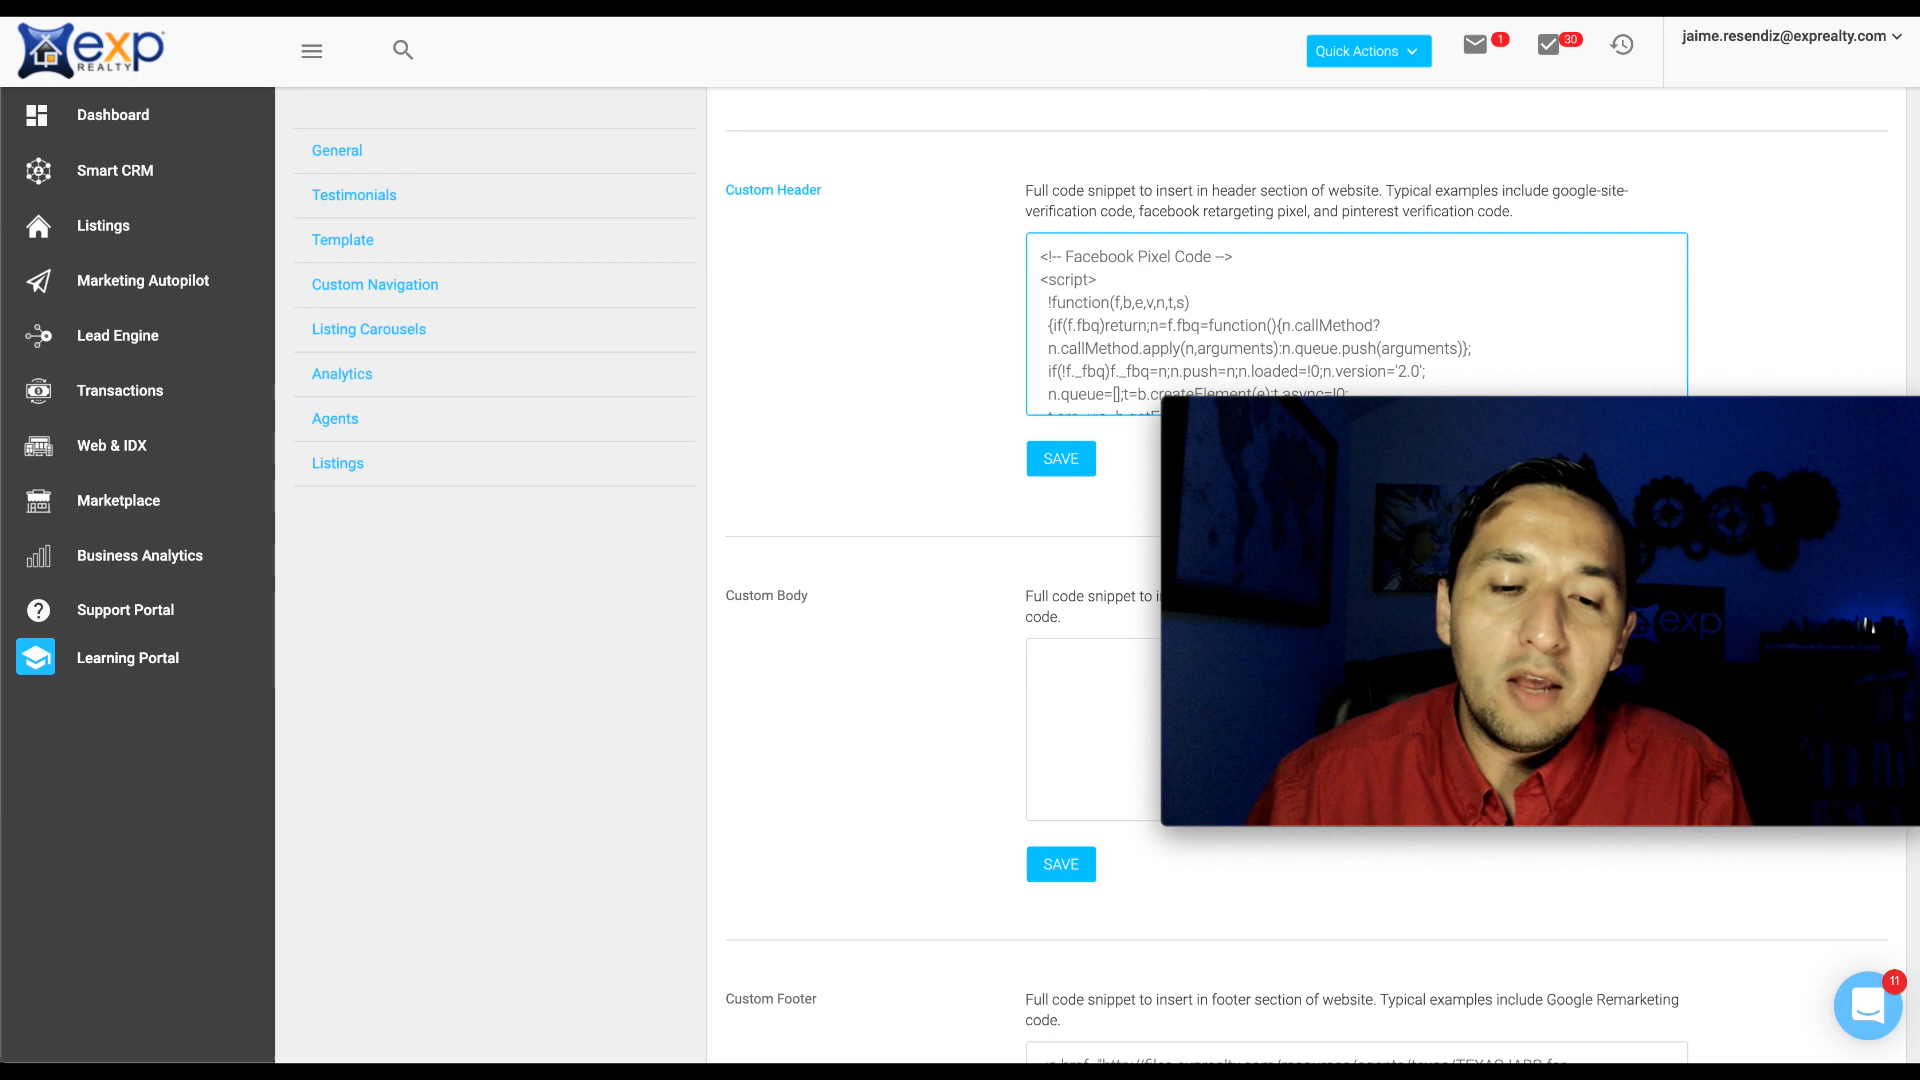 exp
REALTY
Quick Actions
1
30
jaime.resendiz@exprealty.com
Dashboard
Smart CRM
Listings
Marketing Autopilot
Lead Engine
Transactions
Web & IDX
Marketplace
Business Analytics
Support Portal
Learning Portal
General
Testimonials
Template
Custom Navigation
Listing Carousels
Analytics
Agents
Listings
Custom Header
Full code snippet to insert in header section of website. Typical examples include google-site-
verification code, facebook retargeting pixel, and pinterest verification code.
<!-- Facebook Pixel Code -->
<script>
!function(f,b,e,v,n,t,s)
{if(f.fbq)return;n=f.fbq=function(){n.callMethod?
n.callMethod.apply(n,arguments):n.queue.push(arguments)};
if(!f._fbq)f._fbq=n;n.push=n;n.loaded=!0;n.version='2.0';
n.queue=[];t=b.createElement(e);t.async=!0;
SAVE
Custom Body
Full code snippet to
code.
SAVE
exp
Custom Footer
Full code snippet to insert in footer section of website. Typical examples include Google Remarketing
code.
11